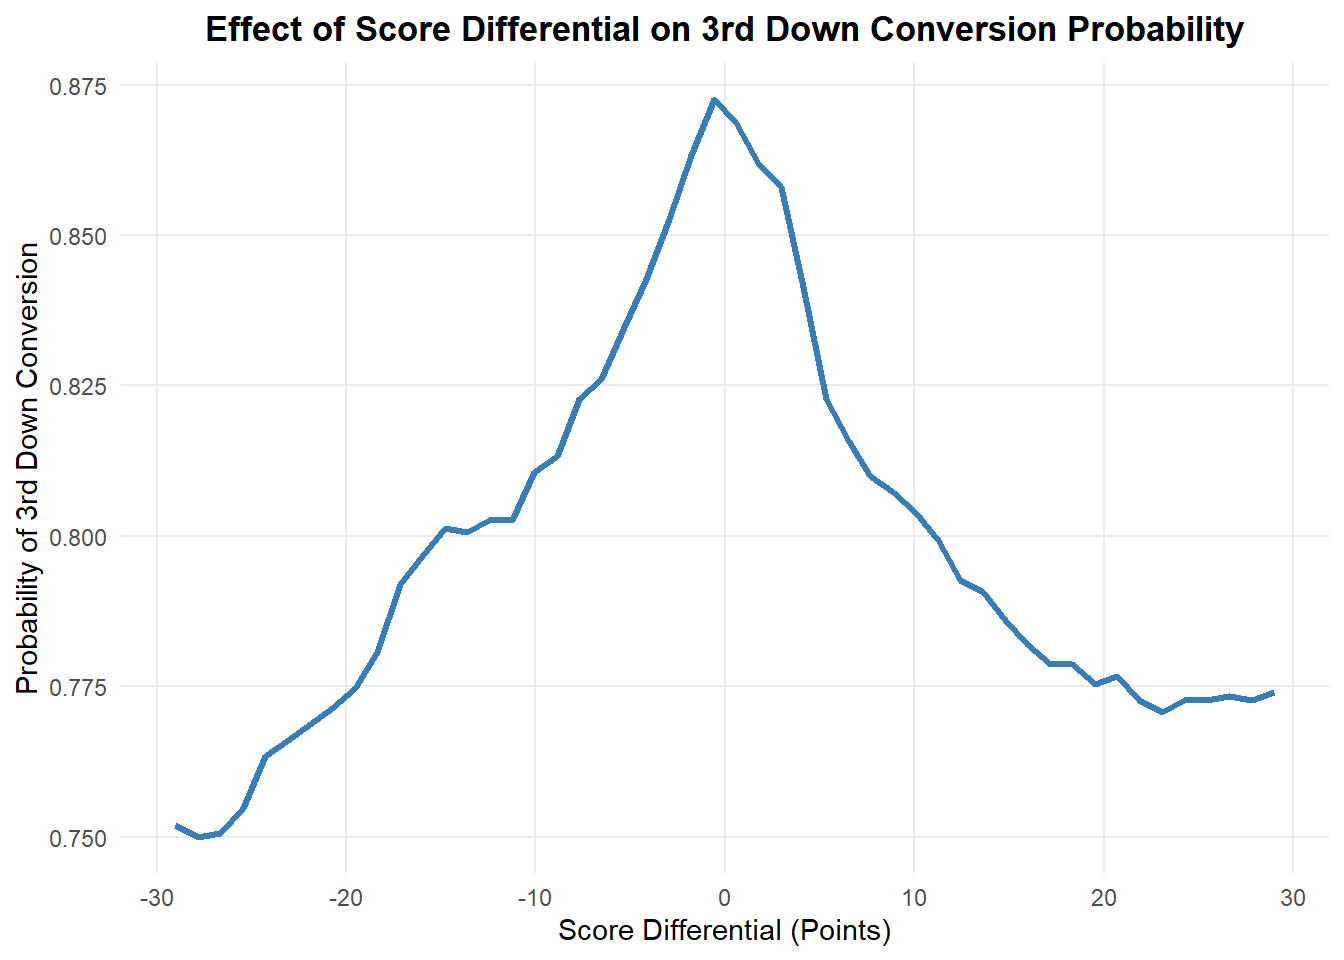 Effect of Score Differential on 3rd Down Conversion Probability
Probability of 3rd Down Conversion
0.875
0.850
0.825
0.800
0.775
0.750
-30 -20 -10 0 10 20 30
Score Differential (Points)